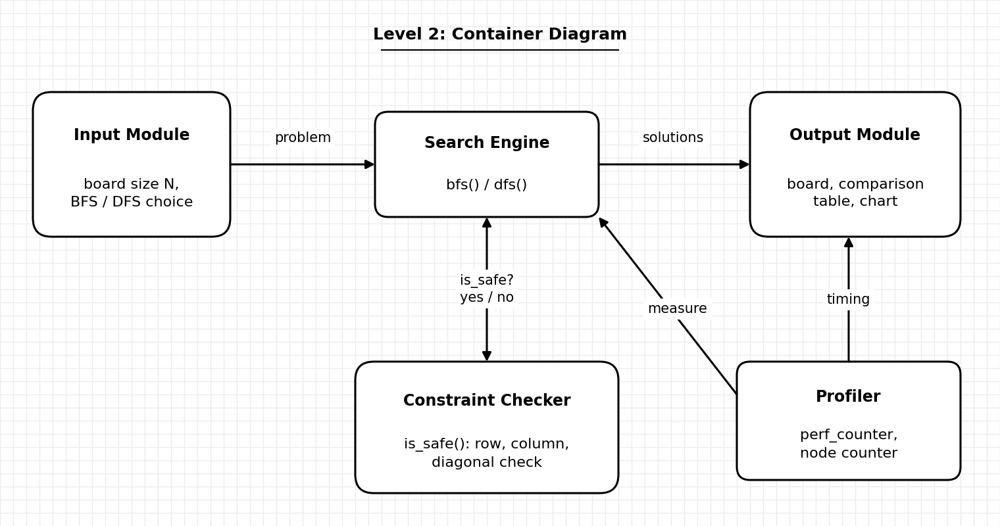 Level 2: Container Diagram
Input Module
board size N,
BFS / DFS choice
problem
Search Engine
bfs() / dfs()
solutions
Output Module
board, comparison
table, chart
is_safe?
yes / no
measure
timing
Constraint Checker
is_safe(): row, column,
diagonal check
Profiler
perf_counter,
node counter